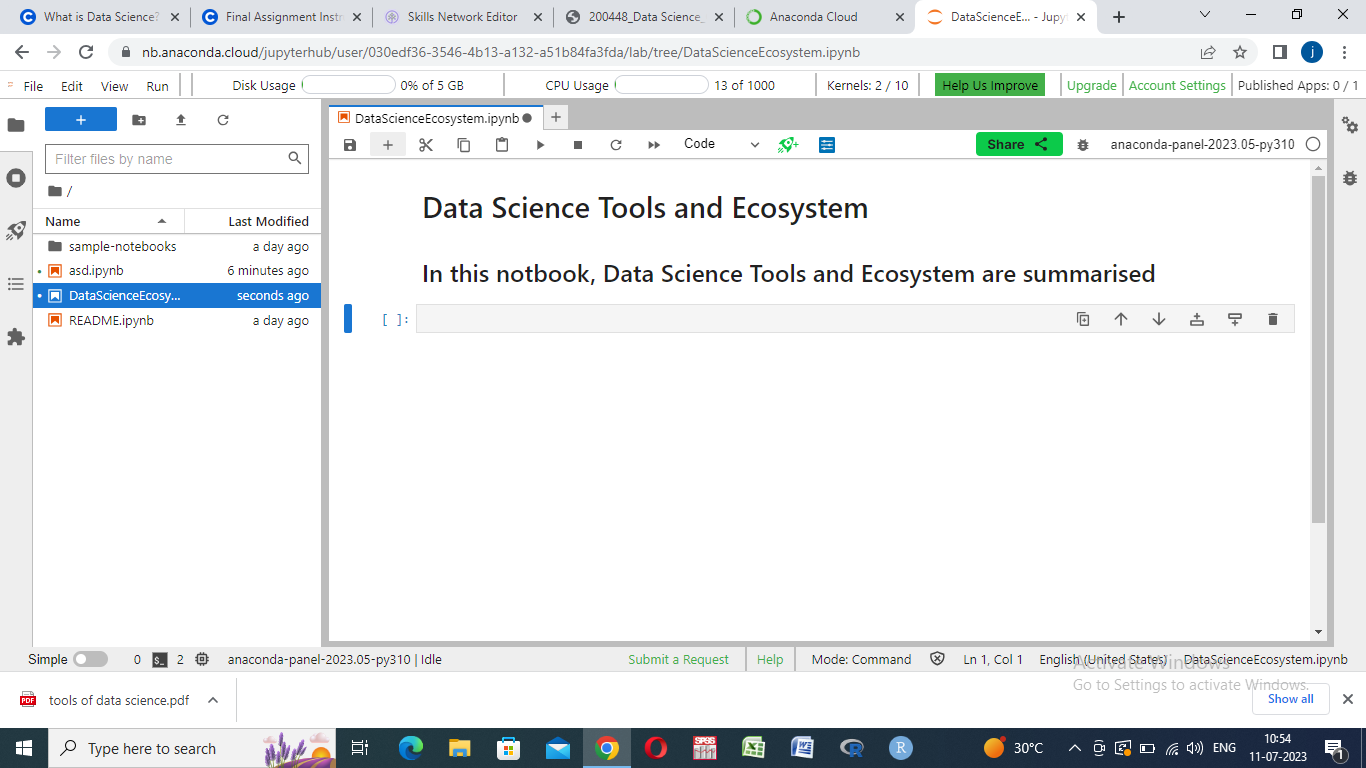 What is Data Science?
Final Assignment Instr
Skills Network Editor
200448_Data Science_
Anaconda Cloud
DataScienceE... - Jupyt
nb.anaconda.cloud/jupyterhub/user/030edf36-3546-4b13-a132-a51b84fa3fda/lab/tree/DataScienceEcosystem.ipynb
j
File Edit View Run Disk Usage 0% of 5 GB CPU Usage 13 of 1000 Kernels: 2 / 10 Help Us Improve Upgrade Account Settings Published Apps: 0 / 1
DataScienceEcosystem.ipynb
Code
Share
anaconda-panel-2023.05-py310
Filter files by name
/
Name Last Modified
sample-notebooks a day ago
asd.ipynb 6 minutes ago
DataScienceEcosy... seconds ago
README.ipynb a day ago
Data Science Tools and Ecosystem
In this notbook, Data Science Tools and Ecosystem are summarised
[ ]:
Simple 0 $_ 2 anaconda-panel-2023.05-py310 | Idle Submit a Request Help Mode: Command Ln 1, Col 1 English (United States) DataScienceEcosystem.ipynb
Activate Windows
Go to Settings to activate Windows.
PDF tools of data science.pdf
Show all
Type here to search
SPSS
30°C
ENG
10:54
11-07-2023
1